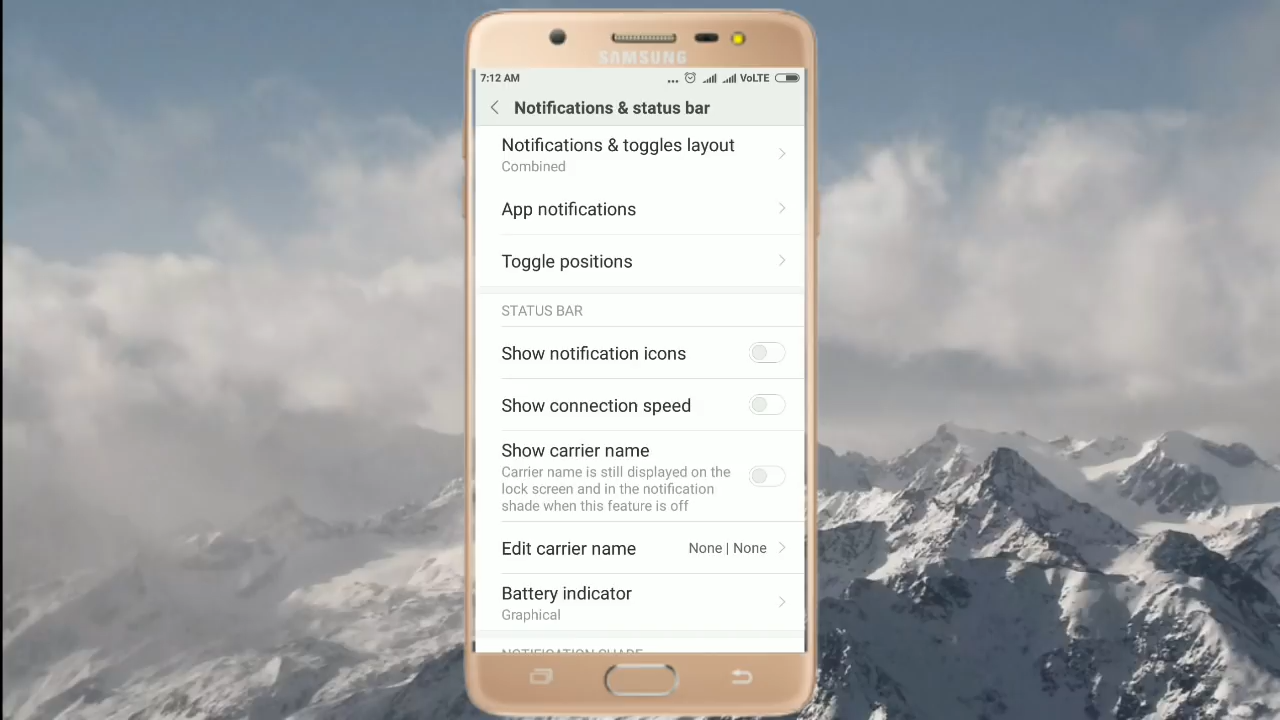 SAMSUNG
7:12 AM
... VoLTE
Notifications & status bar
Notifications & toggles layout
Combined
App notifications
Toggle positions
STATUS BAR
Show notification icons
Show connection speed
Show carrier name
Carrier name is still displayed on the
lock screen and in the notification
shade when this feature is off
Edit carrier name None | None
Battery indicator
Graphical
NOTIFICATION SHADE